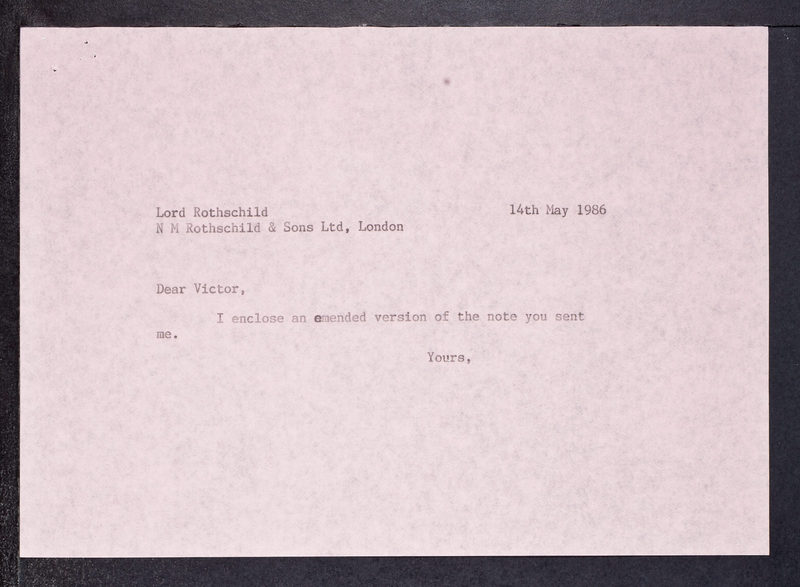 Lord Rothschild 14th May 1986
N M Rothschild & Sons Ltd, London
Dear Victor,
I enclose an emended version of the note you sent
me.
Yours,